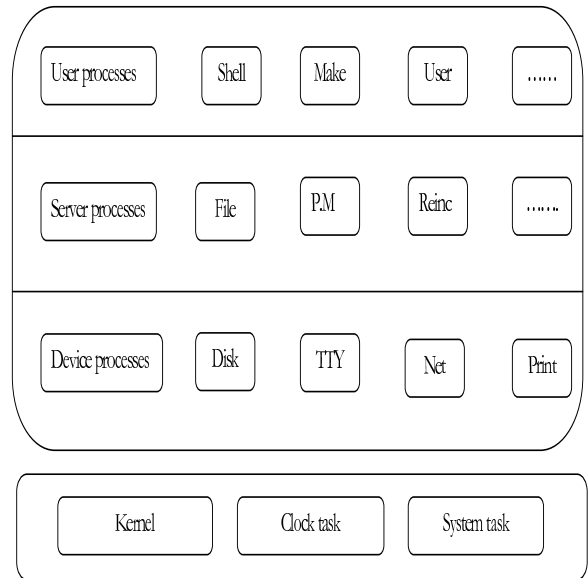 User processes Shell Make User ……
Server processes File P.M Reinc …….
Device processes Disk TTY Net Print
Kernel Clock task System task